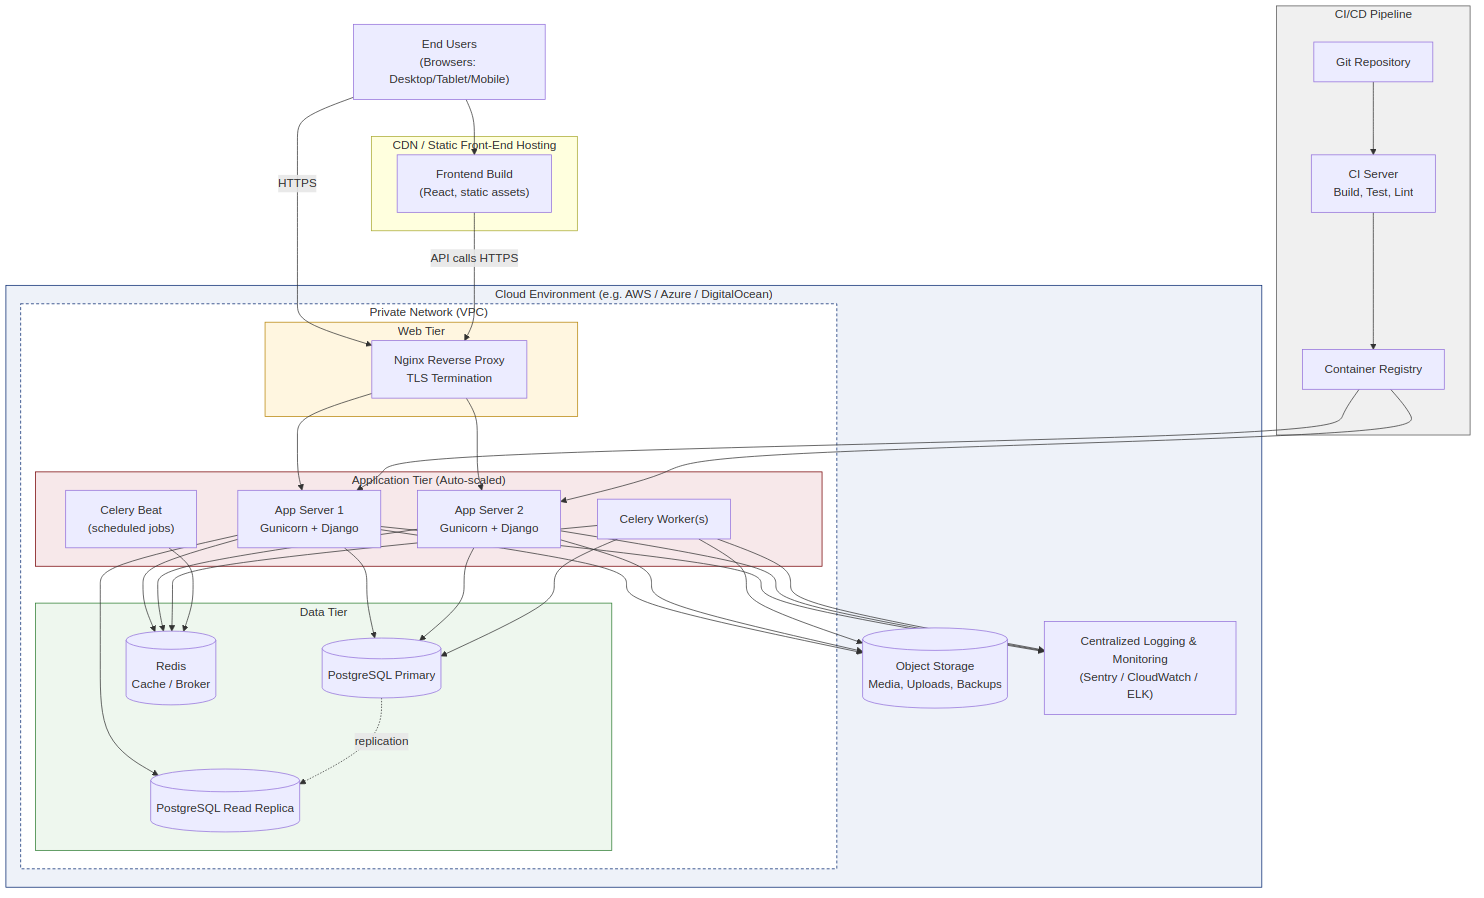 CI/CD Pipeline
End Users
(Browsers:
Desktop/Tablet/Mobile)
Git Repository
CDN / Static Front-End Hosting
Frontend Build
(React, static assets)
HTTPS
CI Server
Build, Test, Lint
API calls HTTPS
Cloud Environment (e.g. AWS / Azure / DigitalOcean)
Private Network (VPC)
Web Tier
Nginx Reverse Proxy
TLS Termination
Container Registry
Application Tier (Auto-scaled)
Celery Beat
(scheduled jobs)
App Server 1
Gunicorn + Django
App Server 2
Gunicorn + Django
Celery Worker(s)
Data Tier
Redis
Cache / Broker
PostgreSQL Primary
Object Storage
Media, Uploads, Backups
Centralized Logging &
Monitoring
(Sentry / CloudWatch /
ELK)
replication
PostgreSQL Read Replica